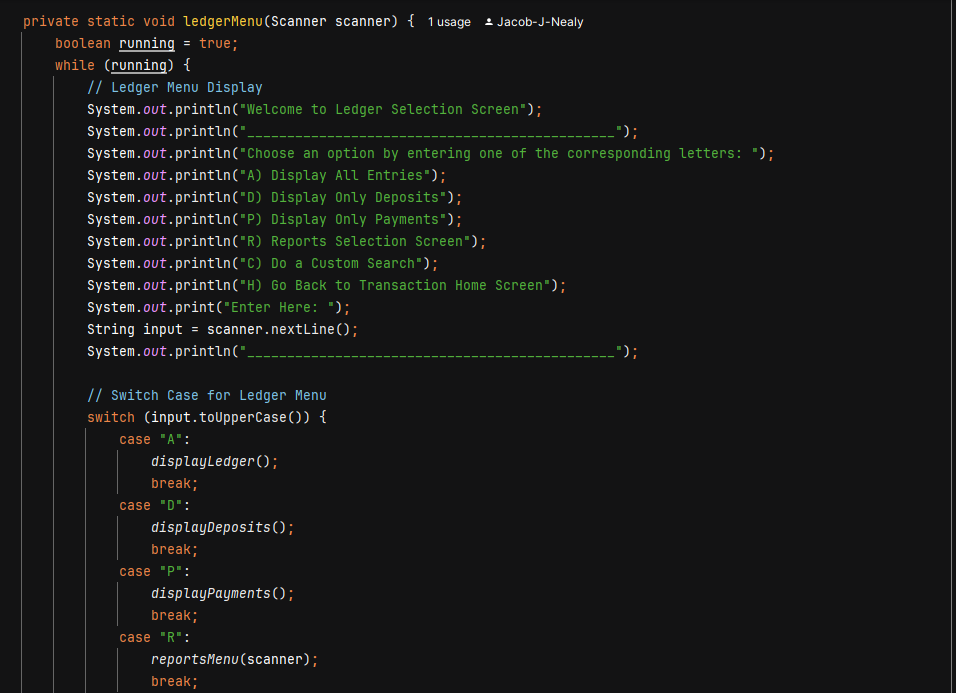 private static void ledgerMenu(Scanner scanner) { 1 usage Jacob-J-Nealy
boolean running = true;
while (running) {
// Ledger Menu Display
System.out.println("Welcome to Ledger Selection Screen");
System.out.println("______________________________________________");
System.out.println("Choose an option by entering one of the corresponding letters: ");
System.out.println("A) Display All Entries");
System.out.println("D) Display Only Deposits");
System.out.println("P) Display Only Payments");
System.out.println("R) Reports Selection Screen");
System.out.println("C) Do a Custom Search");
System.out.println("H) Go Back to Transaction Home Screen");
System.out.print("Enter Here: ");
String input = scanner.nextLine();
System.out.println("______________________________________________");
// Switch Case for Ledger Menu
switch (input.toUpperCase()) {
case "A":
displayLedger();
break;
case "D":
displayDeposits();
break;
case "P":
displayPayments();
break;
case "R":
reportsMenu(scanner);
break;